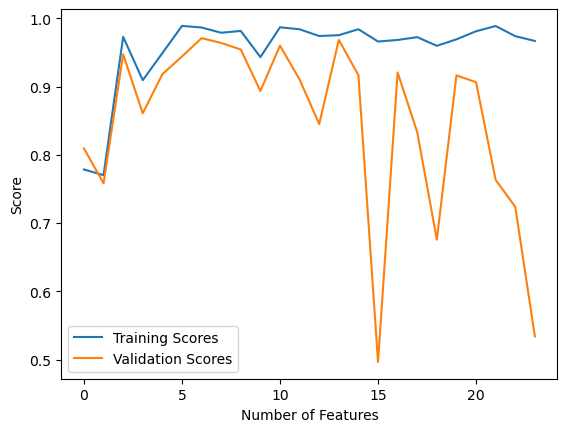 1.0
0.9
0.8
0.7
0.6
0.5
Score
Training Scores
Validation Scores
0 5 10 15 20
Number of Features